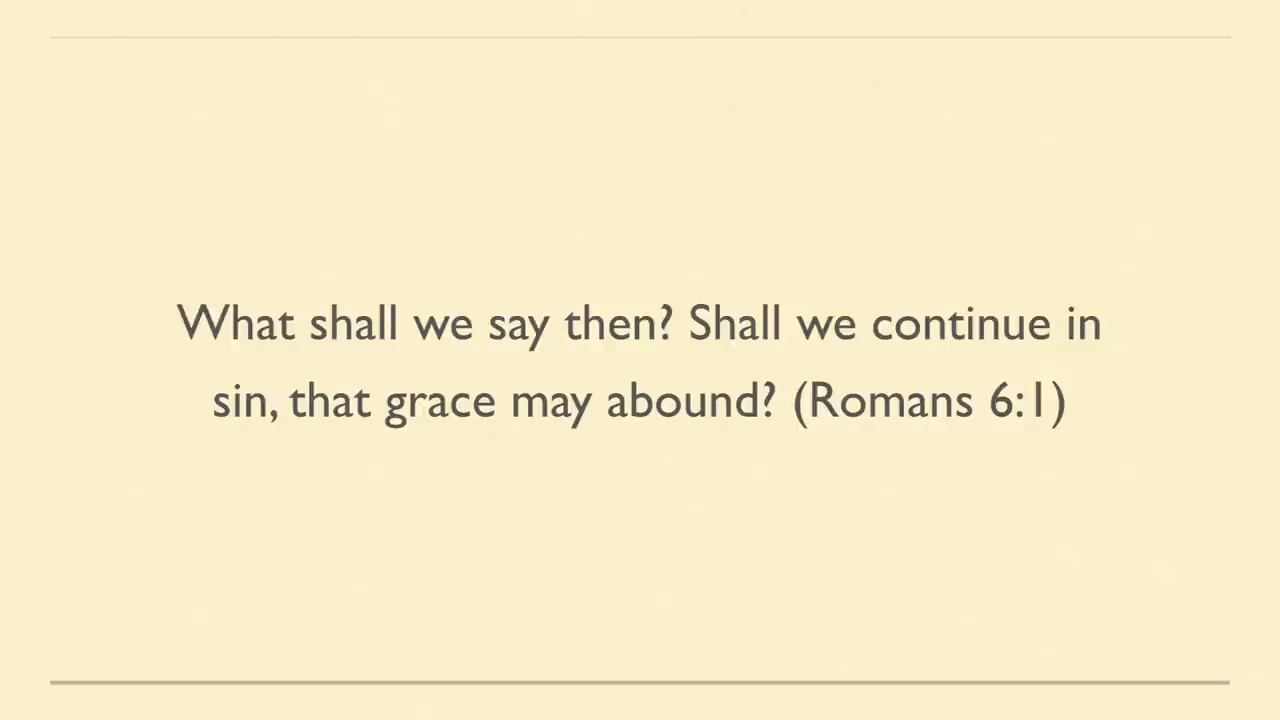 What shall we say then? Shall we continue in
sin, that grace may abound? (Romans 6:1)